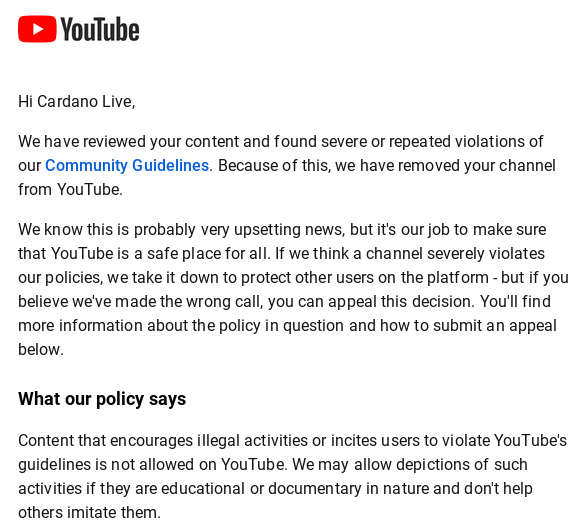 YouTube
Hi Cardano Live,
We have reviewed your content and found severe or repeated violations of
our Community Guidelines. Because of this, we have removed your channel
from YouTube.
We know this is probably very upsetting news, but it's our job to make sure
that YouTube is a safe place for all. If we think a channel severely violates
our policies, we take it down to protect other users on the platform - but if you
believe we've made the wrong call, you can appeal this decision. You'll find
more information about the policy in question and how to submit an appeal
below.
What our policy says
Content that encourages illegal activities or incites users to violate YouTube's
guidelines is not allowed on YouTube. We may allow depictions of such
activities if they are educational or documentary in nature and don't help
others imitate them.